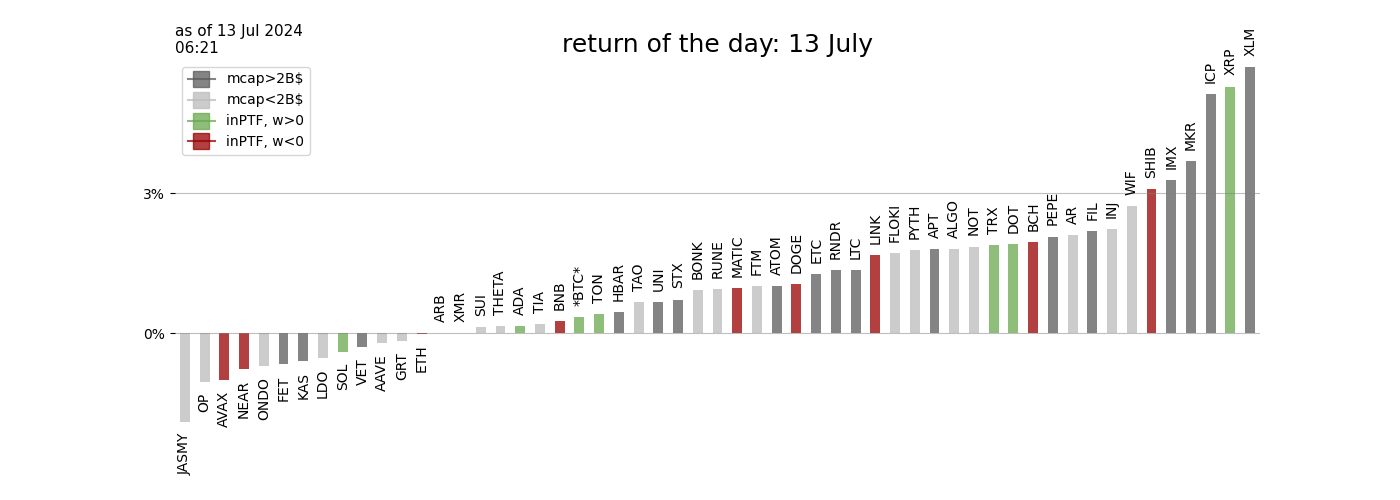 as of 13 Jul 2024
06:21
return of the day: 13 July
mcap>2B$
mcap<2B$
inPTF, w>0
inPTF, w<0
3%
0%
JASMY
OP
AVAX
NEAR
ONDO
FET
KAS
LDO
SOL
VET
AAVE
GRT
ETH
ARB
XMR
SUI
THETA
ADA
TIA
BNB
*BTC*
TON
HBAR
TAO
UNI
STX
BONK
RUNE
MATIC
FTM
ATOM
DOGE
ETC
RNDR
LTC
LINK
FLOKI
PYTH
APT
ALGO
NOT
TRX
DOT
BCH
PEPE
AR
FIL
INJ
WIF
SHIB
IMX
MKR
ICP
XRP
XLM